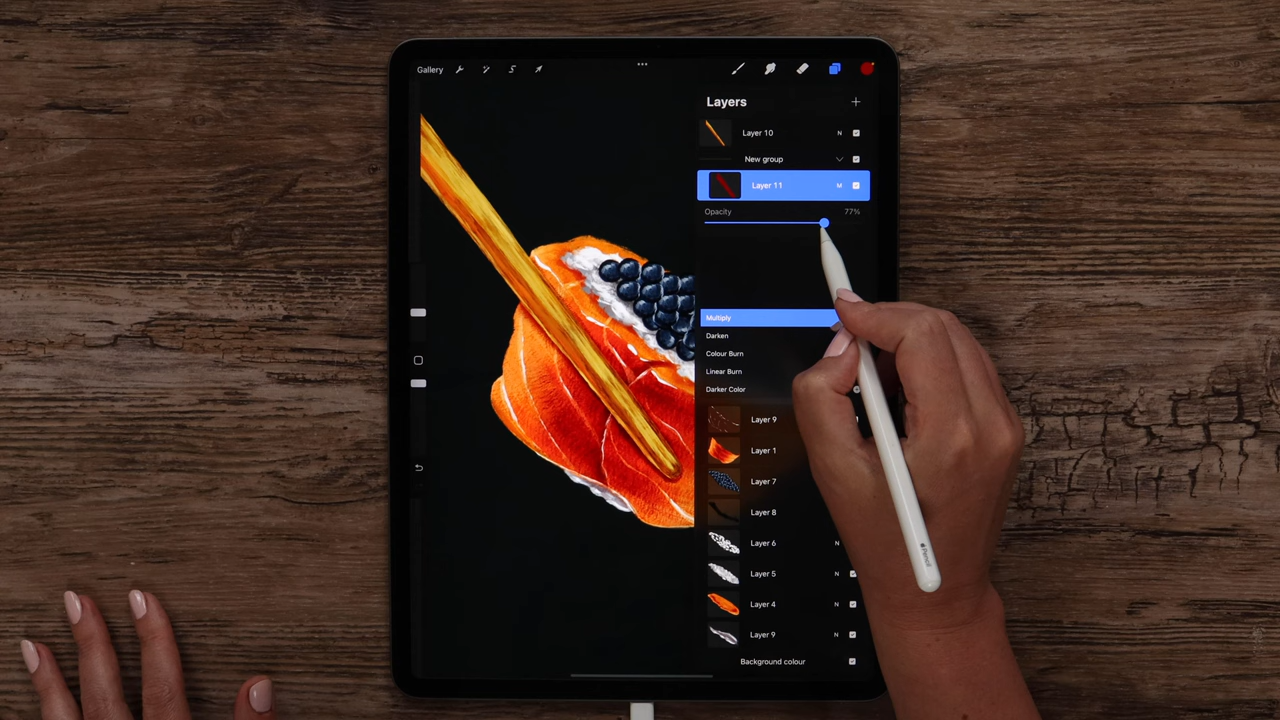 Gallery
Layers
Layer 10 N
New group
Layer 11 M
Opacity 77%
Multiply
Darken
Colour Burn
Linear Burn
Darker Color
Layer 9
Layer 1
Layer 7
Layer 8
Layer 6 N
Layer 5 N
Layer 4 N
Layer 9 N
Background colour
Pencil